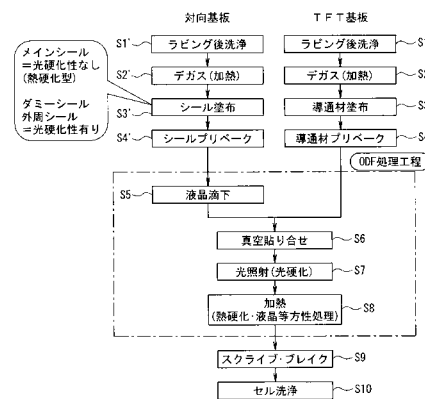 対向基板
TFT基板
S1'
ラビング後洗浄
ラビング後洗浄
S2'
デガス(加熱)
デガス(加熱)
メインシール
=光硬化性なし
(熱硬化型)
ダミーシール
外周シール
=光硬化性有り
S3'
シール塗布
導通材塗布
S4'
シールプリベーク
導通材プリベーク
ODF処理工程
S5
液晶滴下
真空貼り合せ
S6
光照射(光硬化)
S7
加熱
(熱硬化・液晶等方性処理)
S8
スクライブ・ブレイク
S9
セル洗浄
S10